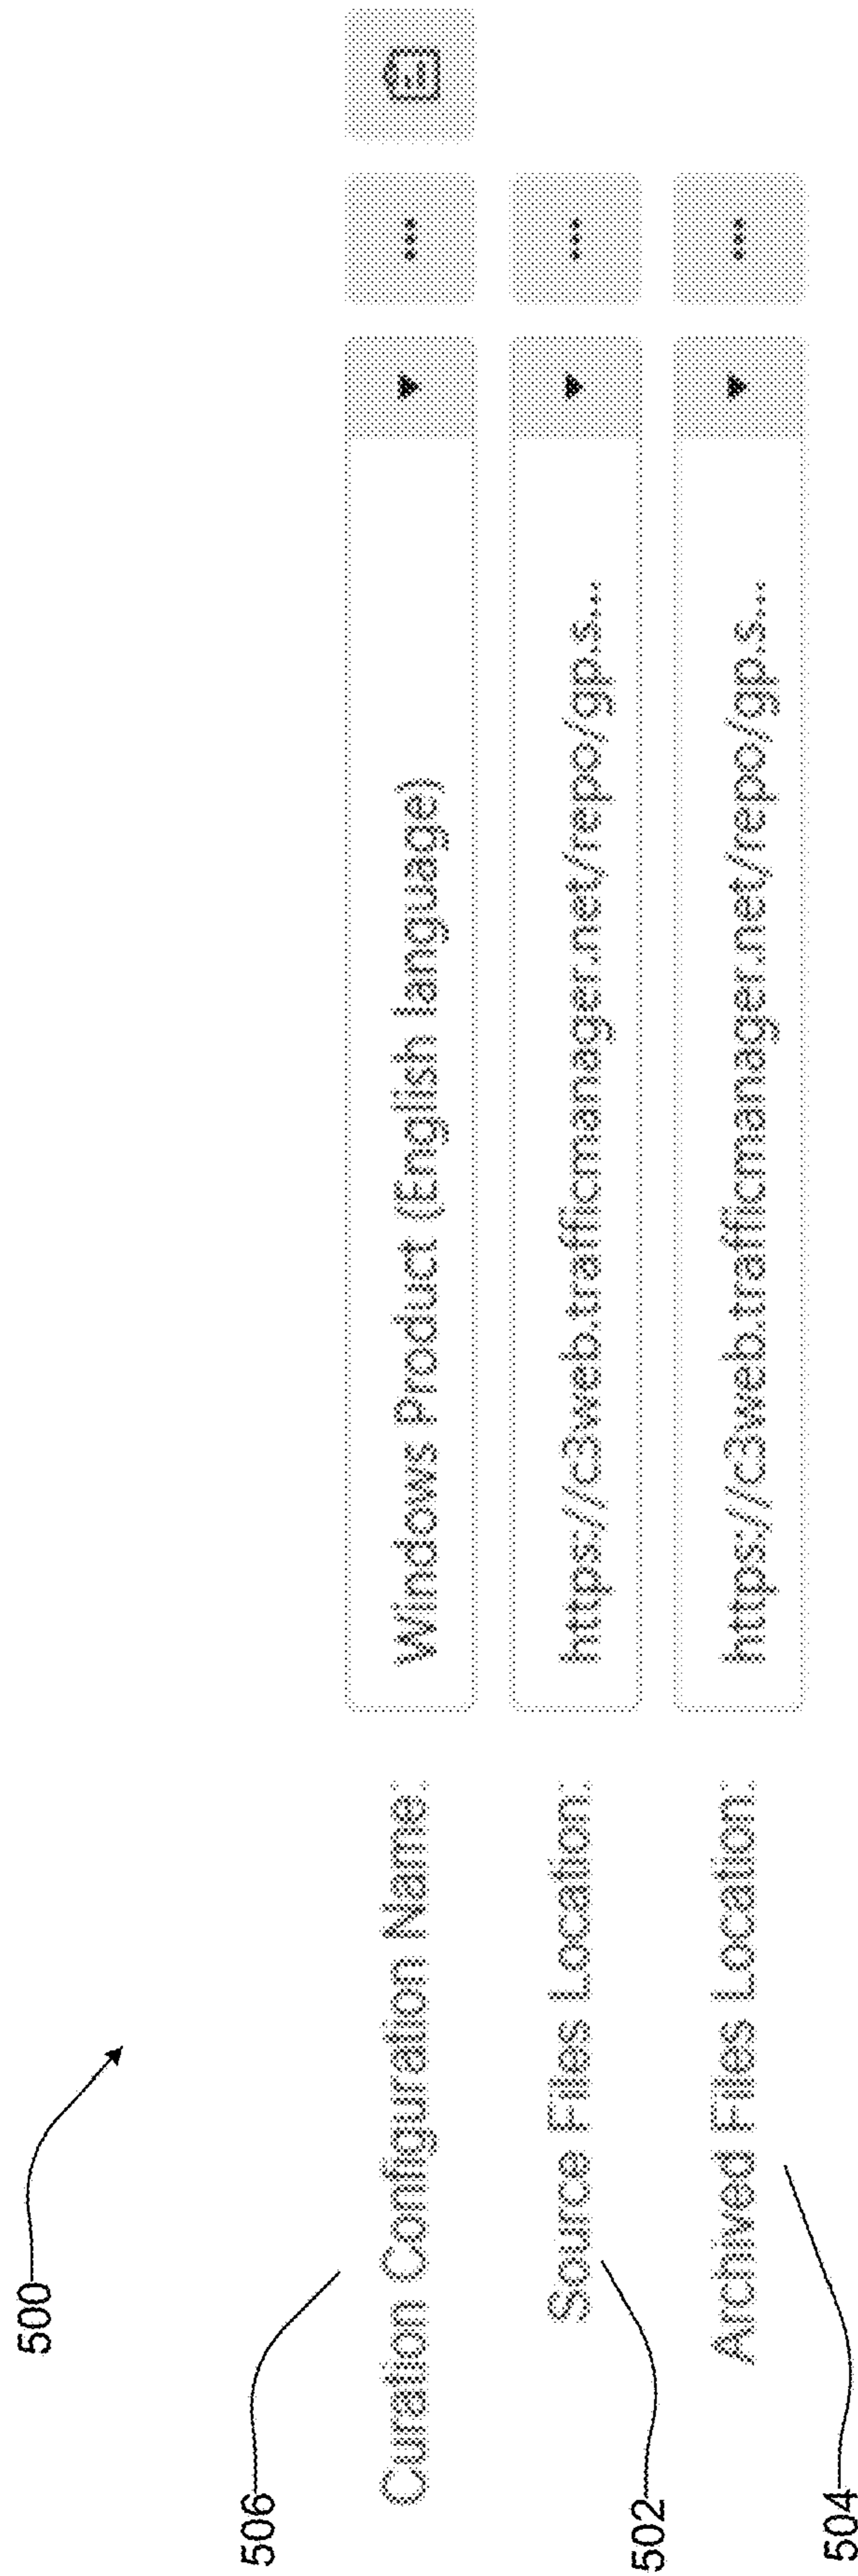 500
506
Curation Configuration Name: Windows Product (English language) ...
502
Source Files Location: https://c3web.trafficmanager.net/repo/gp.s... ...
504
Archived Files Location: https://c3web.trafficmanager.net/repo/gp.s... ...